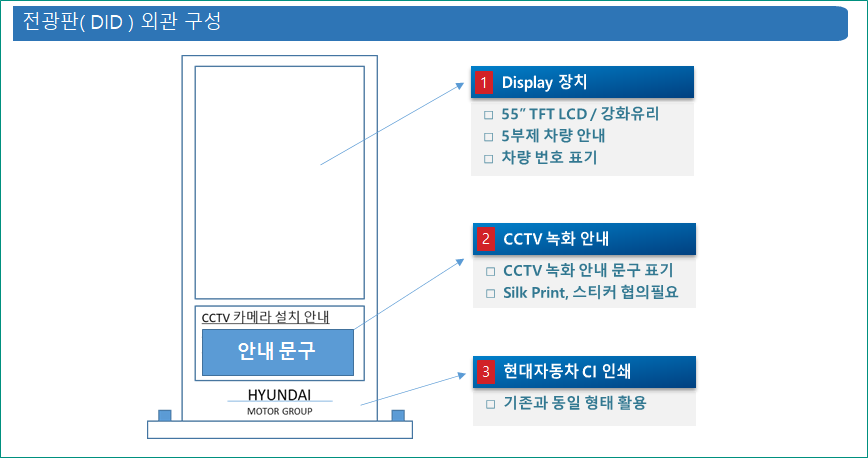 전광판( DID ) 외관 구성
1 Display 장치
55” TFT LCD / 강화유리
5부제 차량 안내
차량 번호 표기
2 CCTV 녹화 안내
CCTV 녹화 안내 문구 표기
Silk Print, 스티커 협의필요
CCTV 카메라 설치 안내
안내 문구
3 현대자동차 CI 인쇄
기존과 동일 형태 활용
HYUNDAI
MOTOR GROUP